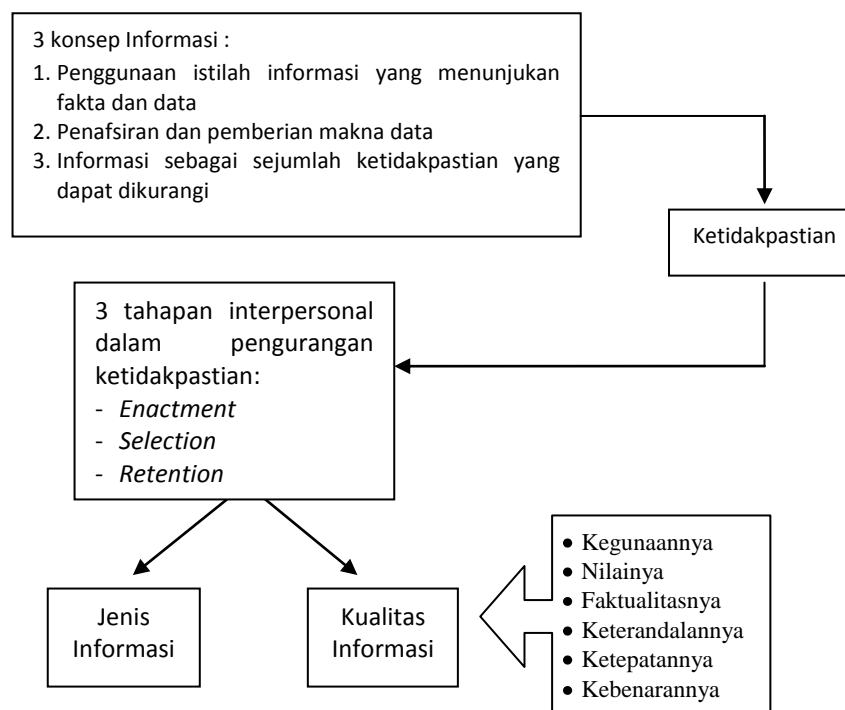 3 konsep Informasi :
1. Penggunaan istilah informasi yang menunjukan
fakta dan data
2. Penafsiran dan pemberian makna data
3. Informasi sebagai sejumlah ketidakpastian yang
dapat dikurangi
Ketidakpastian
3 tahapan interpersonal
dalam pengurangan
ketidakpastian:
- Enactment
- Selection
- Retention
Jenis
Informasi
Kualitas
Informasi
• Kegunaannya
• Nilainya
• Faktualitasnya
• Keterandalannya
• Ketepatannya
• Kebenarannya